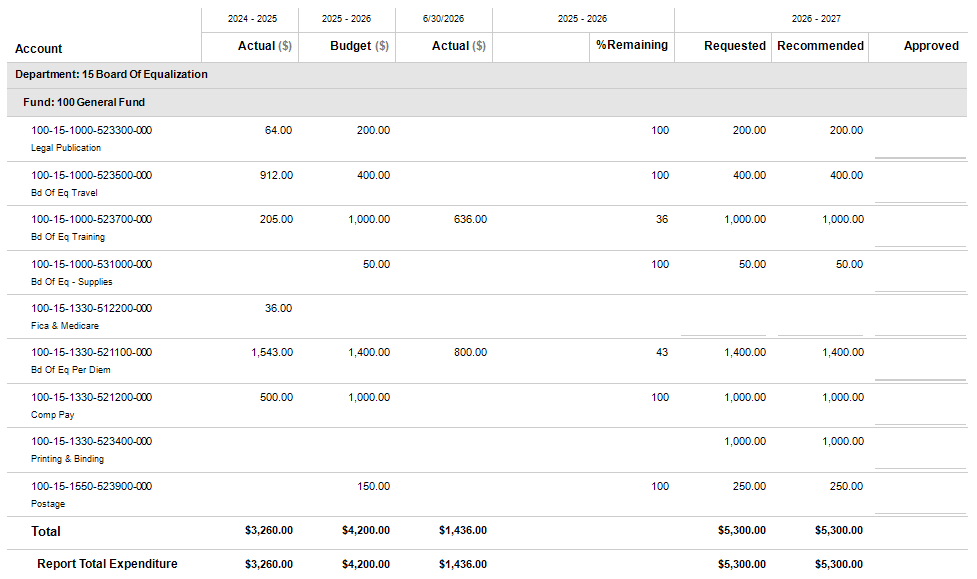 2024 - 2025 2025 - 2026 6/30/2026 2025 - 2026 2026 - 2027
Account Actual ($) Budget ($) Actual ($) %Remaining Requested Recommended Approved
Department: 15 Board Of Equalization
Fund: 100 General Fund
100-15-1000-523300-000 64.00 200.00 100 200.00 200.00
Legal Publication
100-15-1000-523500-000 912.00 400.00 100 400.00 400.00
Bd Of Eq Travel
100-15-1000-523700-000 205.00 1,000.00 636.00 36 1,000.00 1,000.00
Bd Of Eq Training
100-15-1000-531000-000 50.00 100 50.00 50.00
Bd Of Eq - Supplies
100-15-1330-512200-000 36.00
Fica & Medicare
100-15-1330-521100-000 1,543.00 1,400.00 800.00 43 1,400.00 1,400.00
Bd Of Eq Per Diem
100-15-1330-521200-000 500.00 1,000.00 100 1,000.00 1,000.00
Comp Pay
100-15-1330-523400-000 1,000.00 1,000.00
Printing & Binding
100-15-1550-523900-000 150.00 100 250.00 250.00
Postage
Total $3,260.00 $4,200.00 $1,436.00 $5,300.00 $5,300.00
Report Total Expenditure $3,260.00 $4,200.00 $1,436.00 $5,300.00 $5,300.00